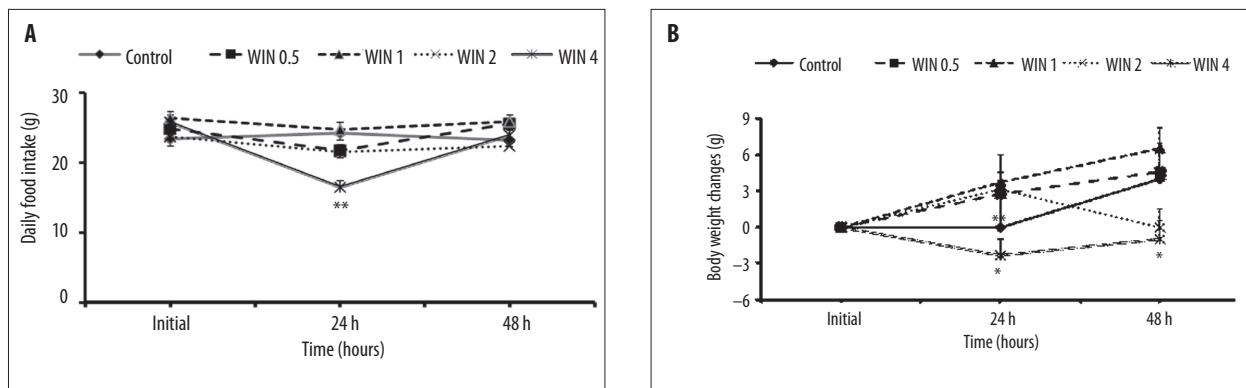 A
Control WIN 0.5 WIN 1 WIN 2 WIN 4
30
20
10
0
Daily food intake (g)
**
Initial 24 h 48 h
Time (hours)
B
Control WIN 0.5 WIN 1 WIN 2 WIN 4
9
6
3
0
–3
–6
Body weight changes (g)
**
*
*
Initial 24 h 48 h
Time (hours)